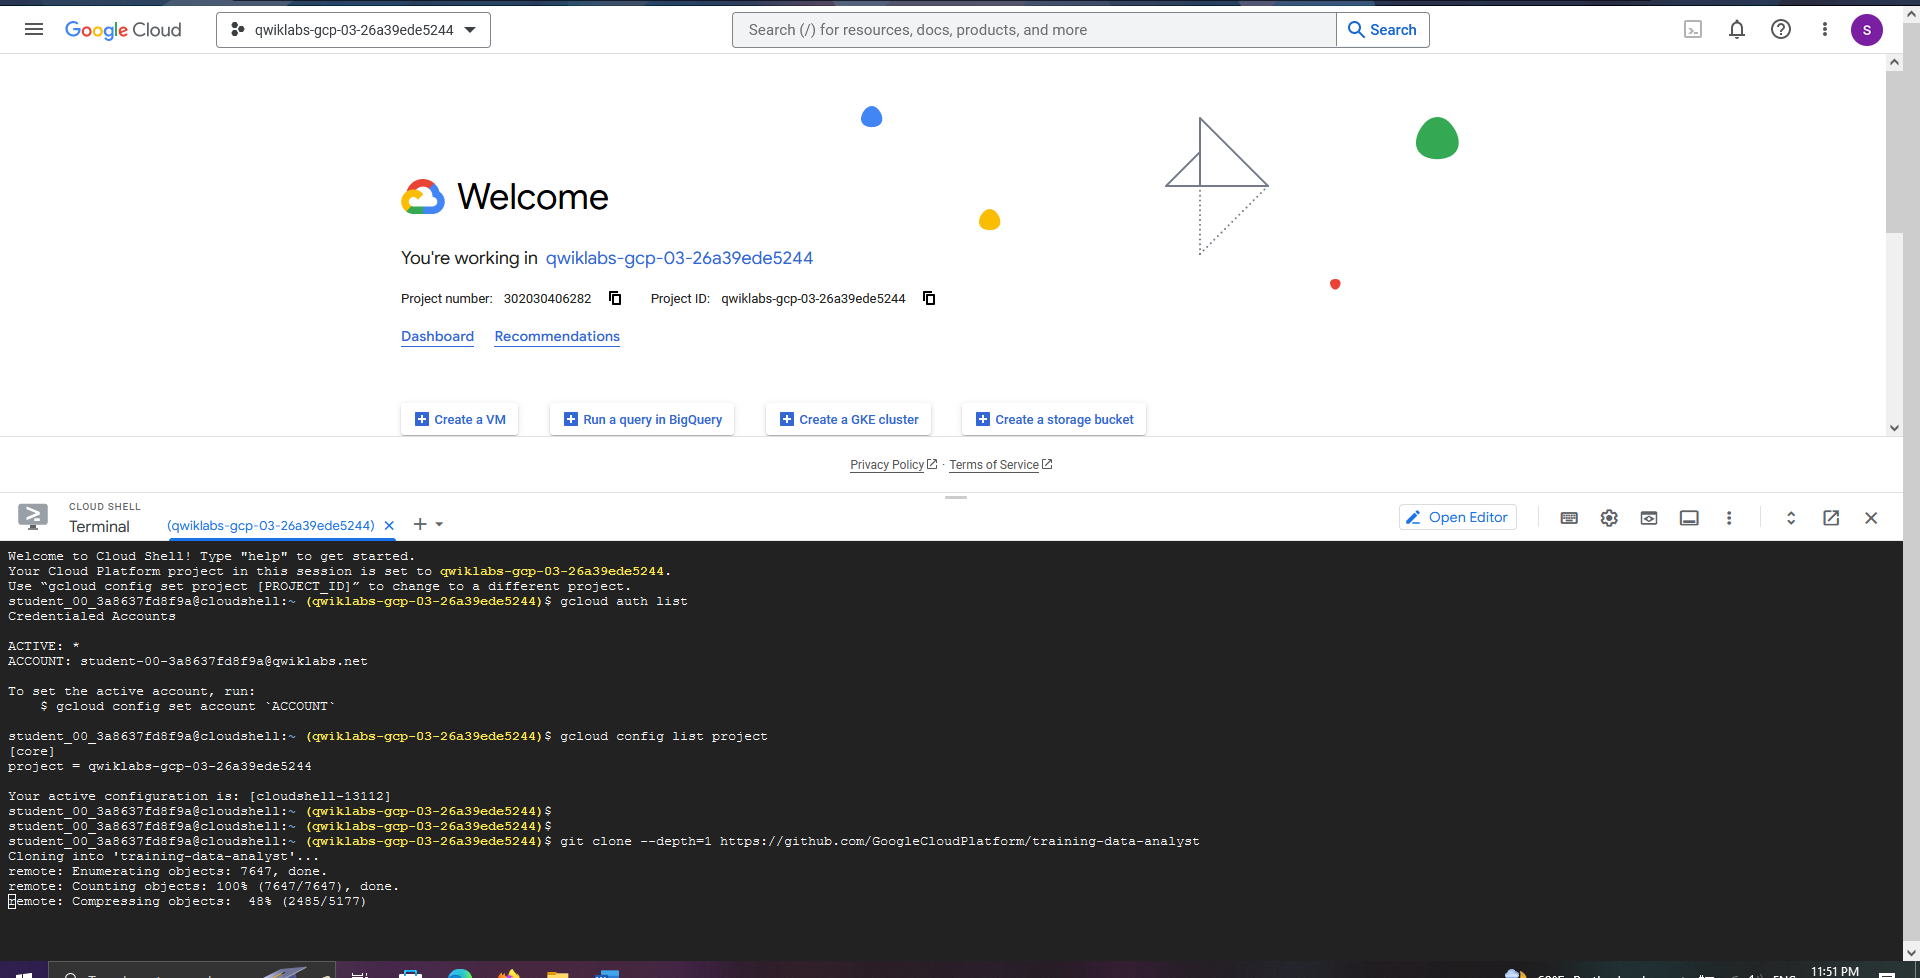 Google Cloud
qwiklabs-gcp-03-26a39ede5244
Search (/) for resources, docs, products, and more
Search
S
Welcome
You're working in qwiklabs-gcp-03-26a39ede5244
Project number: 302030406282 Project ID: qwiklabs-gcp-03-26a39ede5244
Dashboard Recommendations
Create a VM Run a query in BigQuery Create a GKE cluster Create a storage bucket
Privacy Policy · Terms of Service
CLOUD SHELL
Terminal
(qwiklabs-gcp-03-26a39ede5244)
Open Editor
Welcome to Cloud Shell! Type "help" to get started.
Your Cloud Platform project in this session is set to qwiklabs-gcp-03-26a39ede5244.
Use “gcloud config set project [PROJECT_ID]” to change to a different project.
student_00_3a8637fd8f9a@cloudshell:~ (qwiklabs-gcp-03-26a39ede5244)$ gcloud auth list
Credentialed Accounts
ACTIVE: *
ACCOUNT: student-00-3a8637fd8f9a@qwiklabs.net
To set the active account, run:
$ gcloud config set account `ACCOUNT`
student_00_3a8637fd8f9a@cloudshell:~ (qwiklabs-gcp-03-26a39ede5244)$ gcloud config list project
[core]
project = qwiklabs-gcp-03-26a39ede5244
Your active configuration is: [cloudshell-13112]
student_00_3a8637fd8f9a@cloudshell:~ (qwiklabs-gcp-03-26a39ede5244)$
student_00_3a8637fd8f9a@cloudshell:~ (qwiklabs-gcp-03-26a39ede5244)$
student_00_3a8637fd8f9a@cloudshell:~ (qwiklabs-gcp-03-26a39ede5244)$ git clone --depth=1 https://github.com/GoogleCloudPlatform/training-data-analyst
Cloning into 'training-data-analyst'...
remote: Enumerating objects: 7647, done.
remote: Counting objects: 100% (7647/7647), done.
remote: Compressing objects: 48% (2485/5177)
11:51 PM